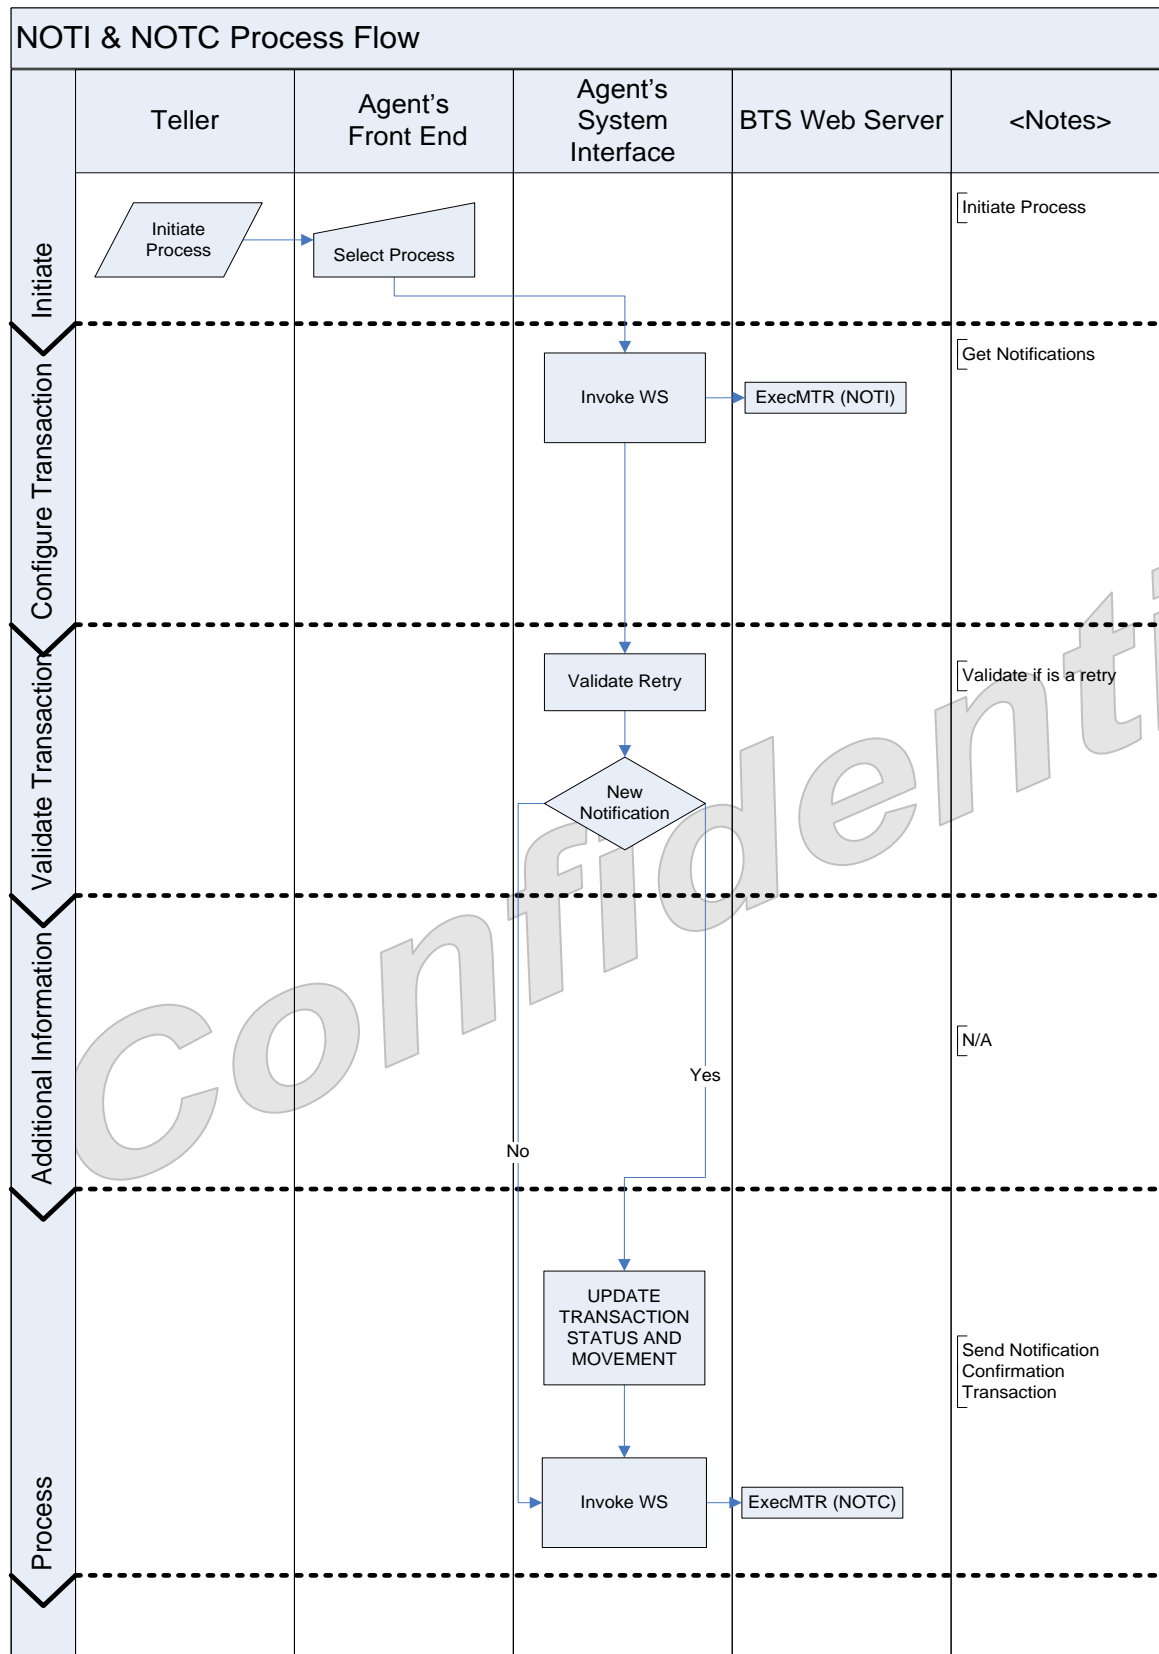 NOTI & NOTC Process Flow
Teller
Agent's
Front End
Agent's
System
Interface
BTS Web Server
<Notes>
Initiate
Initiate
Process
Select Process
Initiate Process
Configure Transaction
Invoke WS
ExecMTR (NOTI)
Get Notifications
Validate Transaction
Validate Retry
Validate if is a retry
New
Notification
Additional Information
N/A
Yes
No
Process
UPDATE
TRANSACTION
STATUS AND
MOVEMENT
Send Notification
Confirmation
Transaction
Invoke WS
ExecMTR (NOTC)
Confidenti